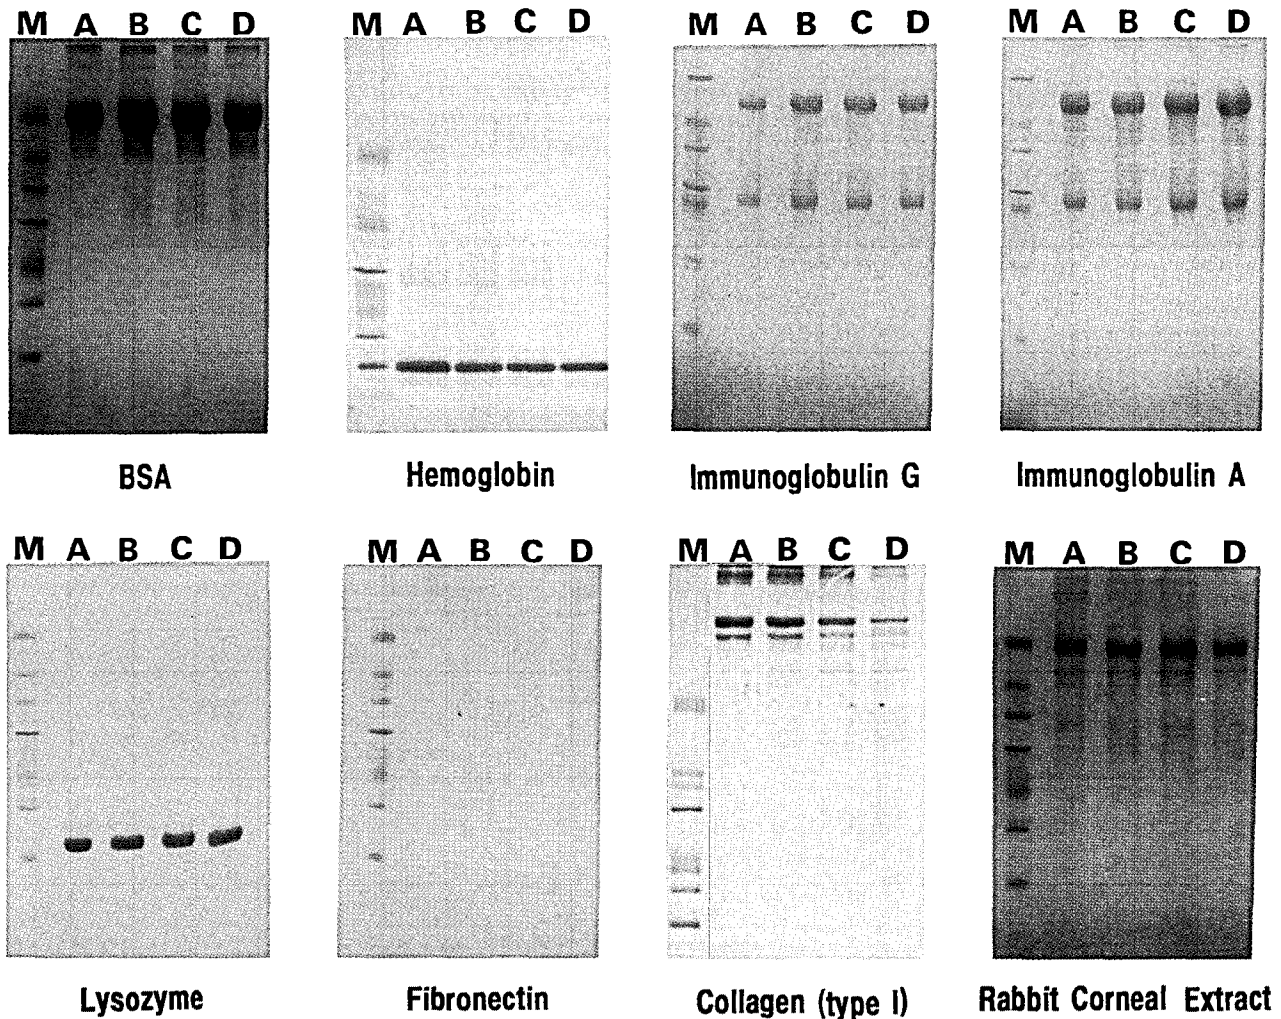 M A B C D
M A B C D
M A B C D
M A B C D
BSA
Hemoglobin
Immunoglobulin G
Immunoglobulin A
M A B C D
M A B C D
M A B C D
M A B C D
Lysozyme
Fibronectin
Collagen (type I)
Rabbit Corneal Extract